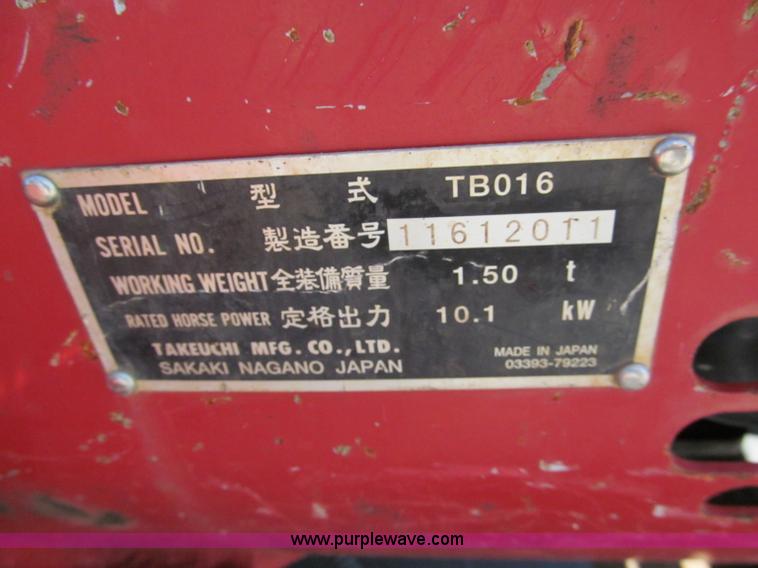 MODEL 型式 TB016
SERIAL NO. 製造番号 11612011
WORKING WEIGHT 全装備質量 1.50 t
RATED HORSE POWER 定格出力 10.1 kW
TAKEUCHI MFG. CO., LTD. MADE IN JAPAN
SAKAKI NAGANO JAPAN 03393-79223
www.purplewave.com